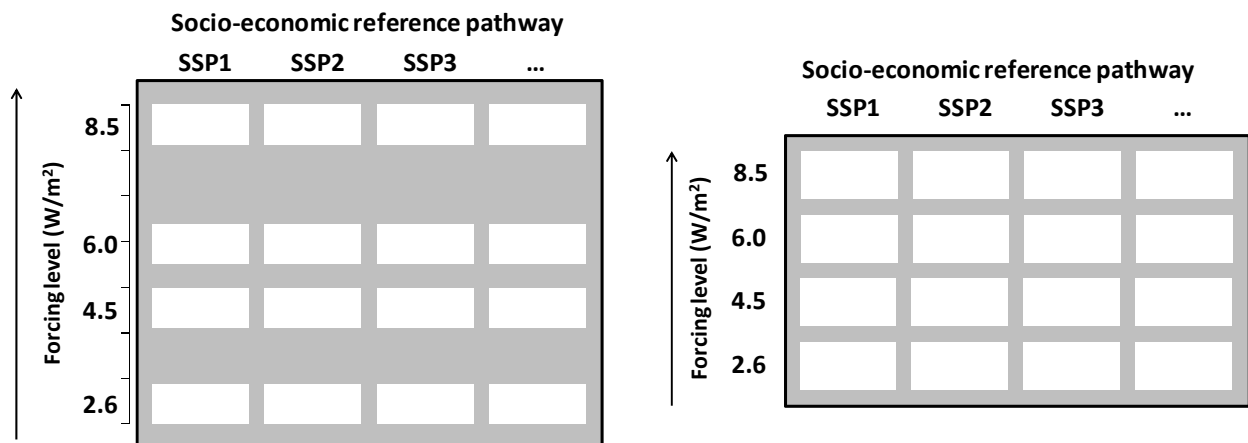 Socio-economic reference pathway
SSP1 SSP2 SSP3 ...
8.5
6.0
4.5
2.6
Forcing level (W/m²)
Socio-economic reference pathway
SSP1 SSP2 SSP3 ...
8.5
6.0
4.5
2.6
Forcing level (W/m²)